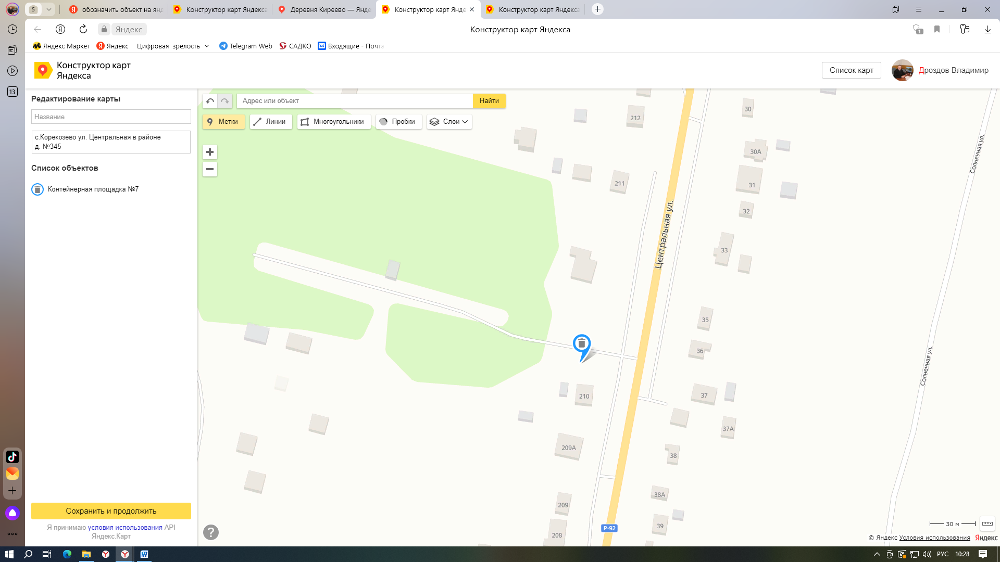 5
обозначить объект на янд
Конструктор карт Яндекса
Деревня Киреево — Янде
Конструктор карт Янде
Конструктор карт Яндекса
Яндекс
Конструктор карт Яндекса
1
Яндекс Маркет
Яндекс
Цифровая зрелость
Telegram Web
САДКО
Входящие - Почта
13
Конструктор карт
Яндекса
Список карт
Дроздов Владимир
Редактирование карты
Название
с.Корекозево ул. Центральная в районе
д. №345
Список объектов
Контейнерная площадка №7
Адрес или объект
Найти
Метки
Линии
Многоугольники
Пробки
Слои
212
30
30А
211
31
32
33
Центральная ул.
Солнечная ул.
35
36
Солнечная ул.
210
37
37А
209А
38
38А
209
39
208
Р-92
30 м
© Яндекс Условия использования Яндекс
Сохранить и продолжить
Я принимаю условия использования API
Яндекс.Карт
?
РУС
10:28